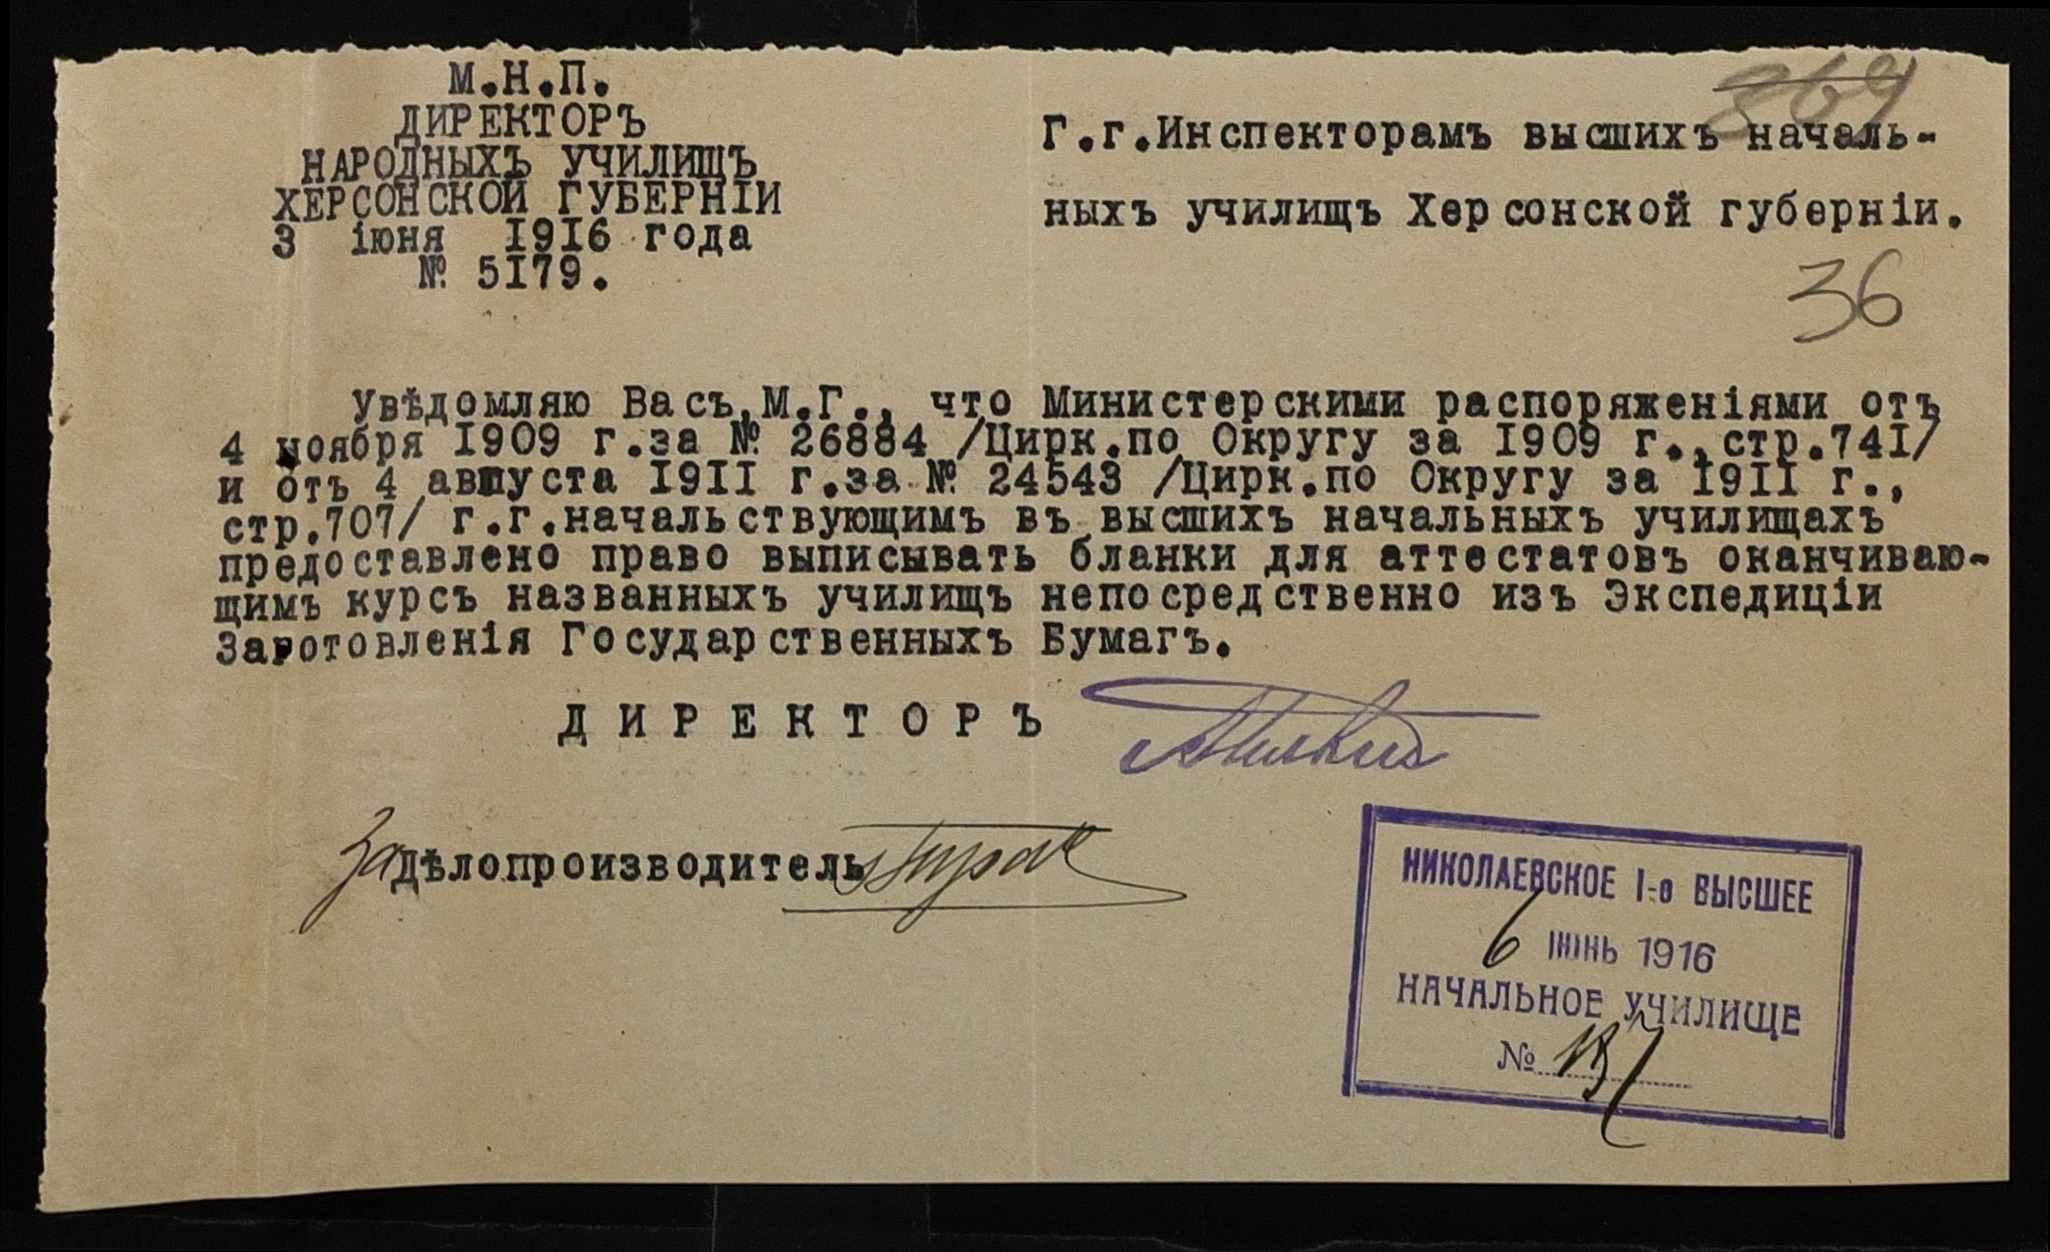 М.Н.П.
ДИРЕКТОРЪ
НАРОДНЫХЪ УЧИЛИЩЪ
ХЕРСОНСКОЙ ГУБЕРНІИ
3 іюня 1916 года
№ 5179.
369
Г.г.Инспекторамъ высшихъ началь-
ныхъ училищъ Херсонской губерніи.
36
Увѣдомляю Васъ,М.Г., что Министерскими распоряженіями отъ
4 ноября 1909 г.за № 26884 /Цирк.по Округу за 1909 г.,стр.741/
и отъ 4 августа 1911 г.за № 24543 /Цирк.по Округу за 1911 г.,
стр.707/ г.г.начальствующимъ въ высшихъ начальныхъ училищахъ
предоставлено право выписывать бланки для аттестатовъ оканчиваю-
щимъ курсъ названныхъ училищъ непосредственно изъ Экспедиціи
Заготовленія Государственныхъ Бумагъ.
ДИРЕКТОРЪ
За дѣлопроизводитель
НИКОЛАЕВСКОЕ I-е ВЫСШЕЕ
6 ІЮНЬ 1916
НАЧАЛЬНОЕ УЧИЛИЩЕ
№ 137